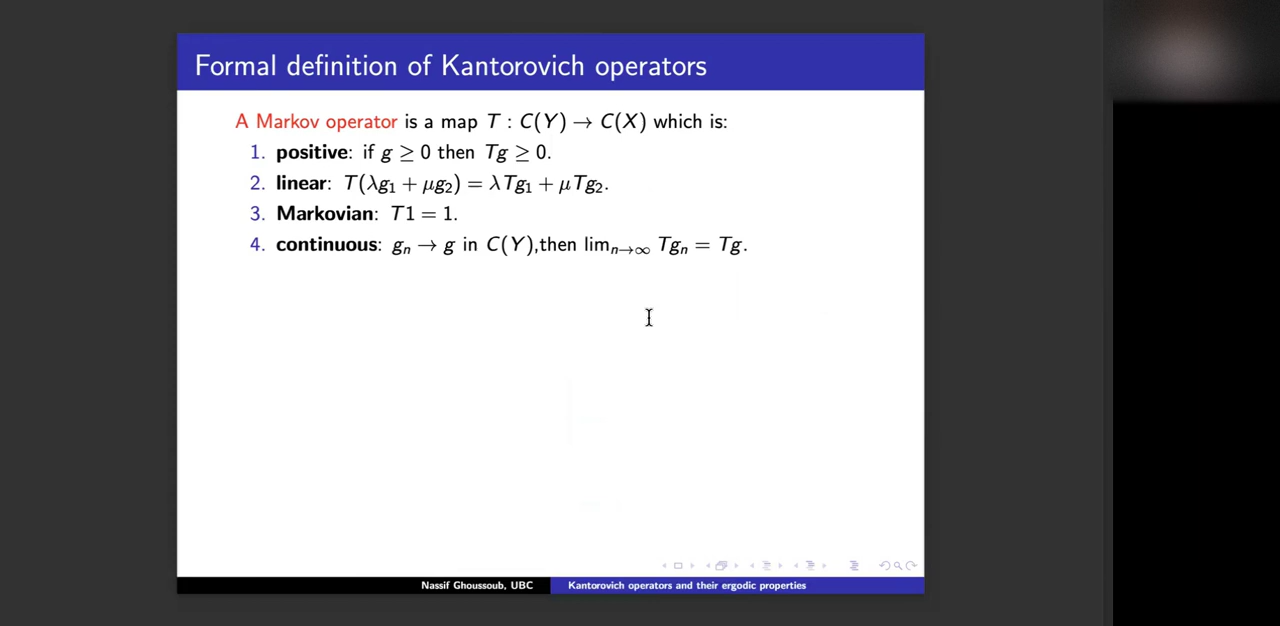 Formal definition of Kantorovich operators
A Markov operator is a map T : C(Y) → C(X) which is:
1. positive: if g ≥ 0 then Tg ≥ 0.
2. linear: T(λg₁ + μg₂) = λTg₁ + μTg₂.
3. Markovian: T1 = 1.
4. continuous: gₙ → g in C(Y),then limₙ→∞ Tgₙ = Tg.
Nassif Ghoussoub, UBC
Kantorovich operators and their ergodic properties